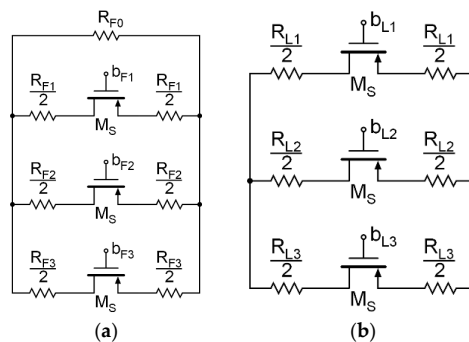 R_F0
b_F1
R_F1/2 M_S R_F1/2
b_F2
R_F2/2 M_S R_F2/2
b_F3
R_F3/2 M_S R_F3/2
(a)
b_L1
R_L1/2 M_S R_L1/2
b_L2
R_L2/2 M_S R_L2/2
b_L3
R_L3/2 M_S R_L3/2
(b)